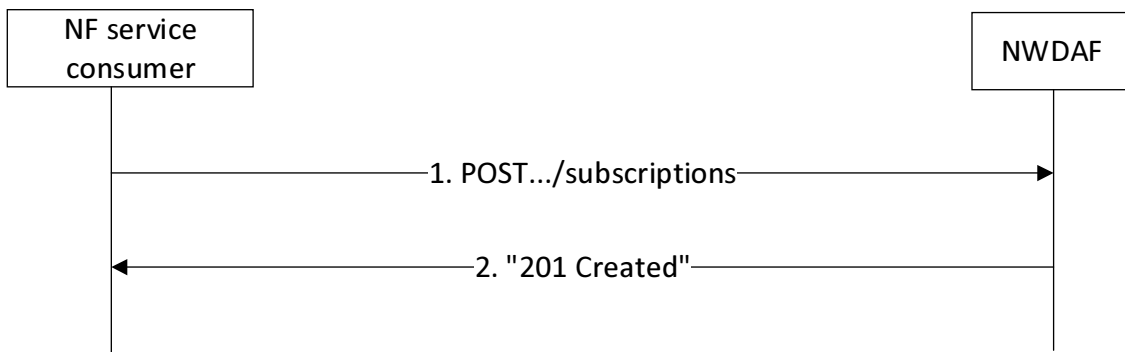 NF service
consumer
NWDAF
1. POST.../subscriptions
2. "201 Created"